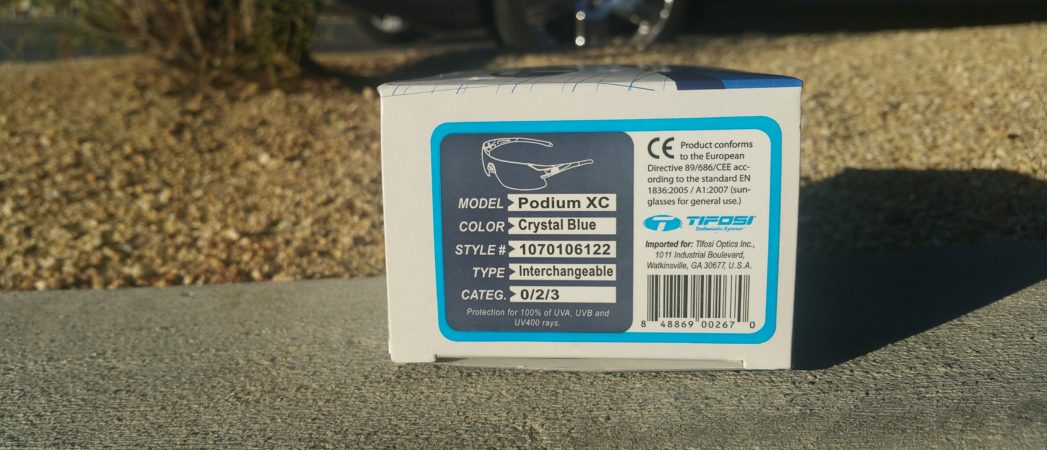 MODEL Podium XC
COLOR Crystal Blue
STYLE # 1070106122
TYPE Interchangeable
CATEG. 0/2/3
Protection for 100% of UVA, UVB and
UV400 rays.
CE Product conforms
to the European
Directive 89/686/CEE acc-
ording to the standard EN
1836:2005 / A1:2007 (sun-
glasses for general use.)
TIFOSI
Enthusiastic Eyewear
Imported for: Tifosi Optics Inc.,
1011 Industrial Boulevard,
Watkinsville, GA 30677, U.S.A.
8 48869 00267 0